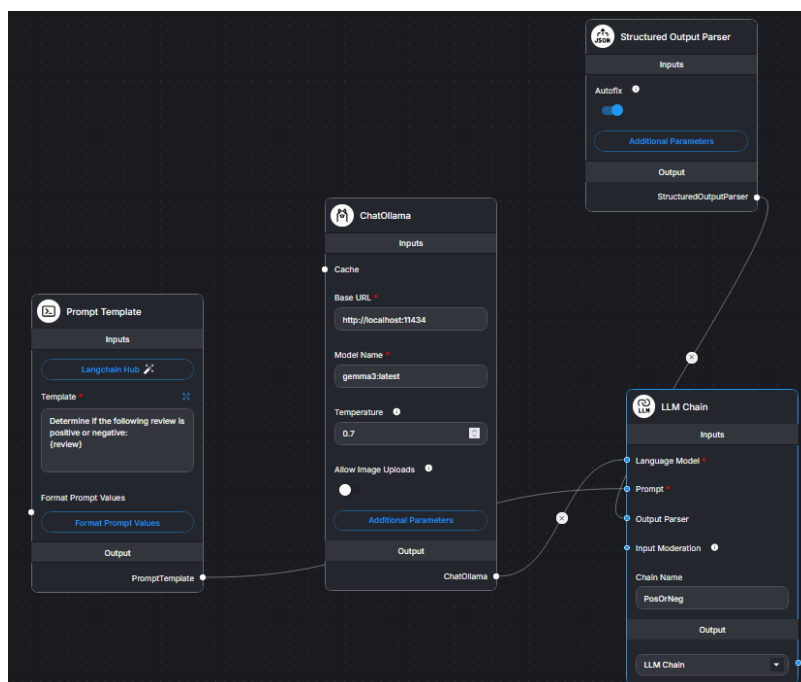 Structured Output Parser
Inputs
Autofix
Additional Parameters
Output
StructuredOutputParser
ChatOllama
Inputs
Cache
Base URL *
http://localhost:11434
Model Name *
gemma3:latest
Temperature
0.7
Allow Image Uploads
Additional Parameters
Output
ChatOllama
Prompt Template
Inputs
Langchain Hub
Template *
Determine if the following review is
positive or negative:
{review}
Format Prompt Values
Format Prompt Values
Output
PromptTemplate
LLM Chain
Inputs
Language Model *
Prompt *
Output Parser
Input Moderation
Chain Name
PosOrNeg
Output
LLM Chain
JSON
LLM